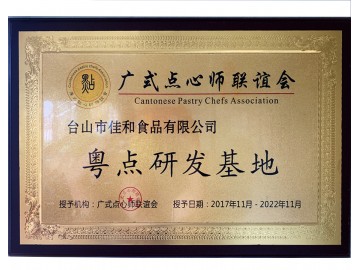 广式点心师联谊会
Cantonese Pastry Chefs Association
台山市佳和食品有限公司
粤点研发基地
授予机构：广式点心师联谊会 授予日期：2017年11月 - 2022年11月